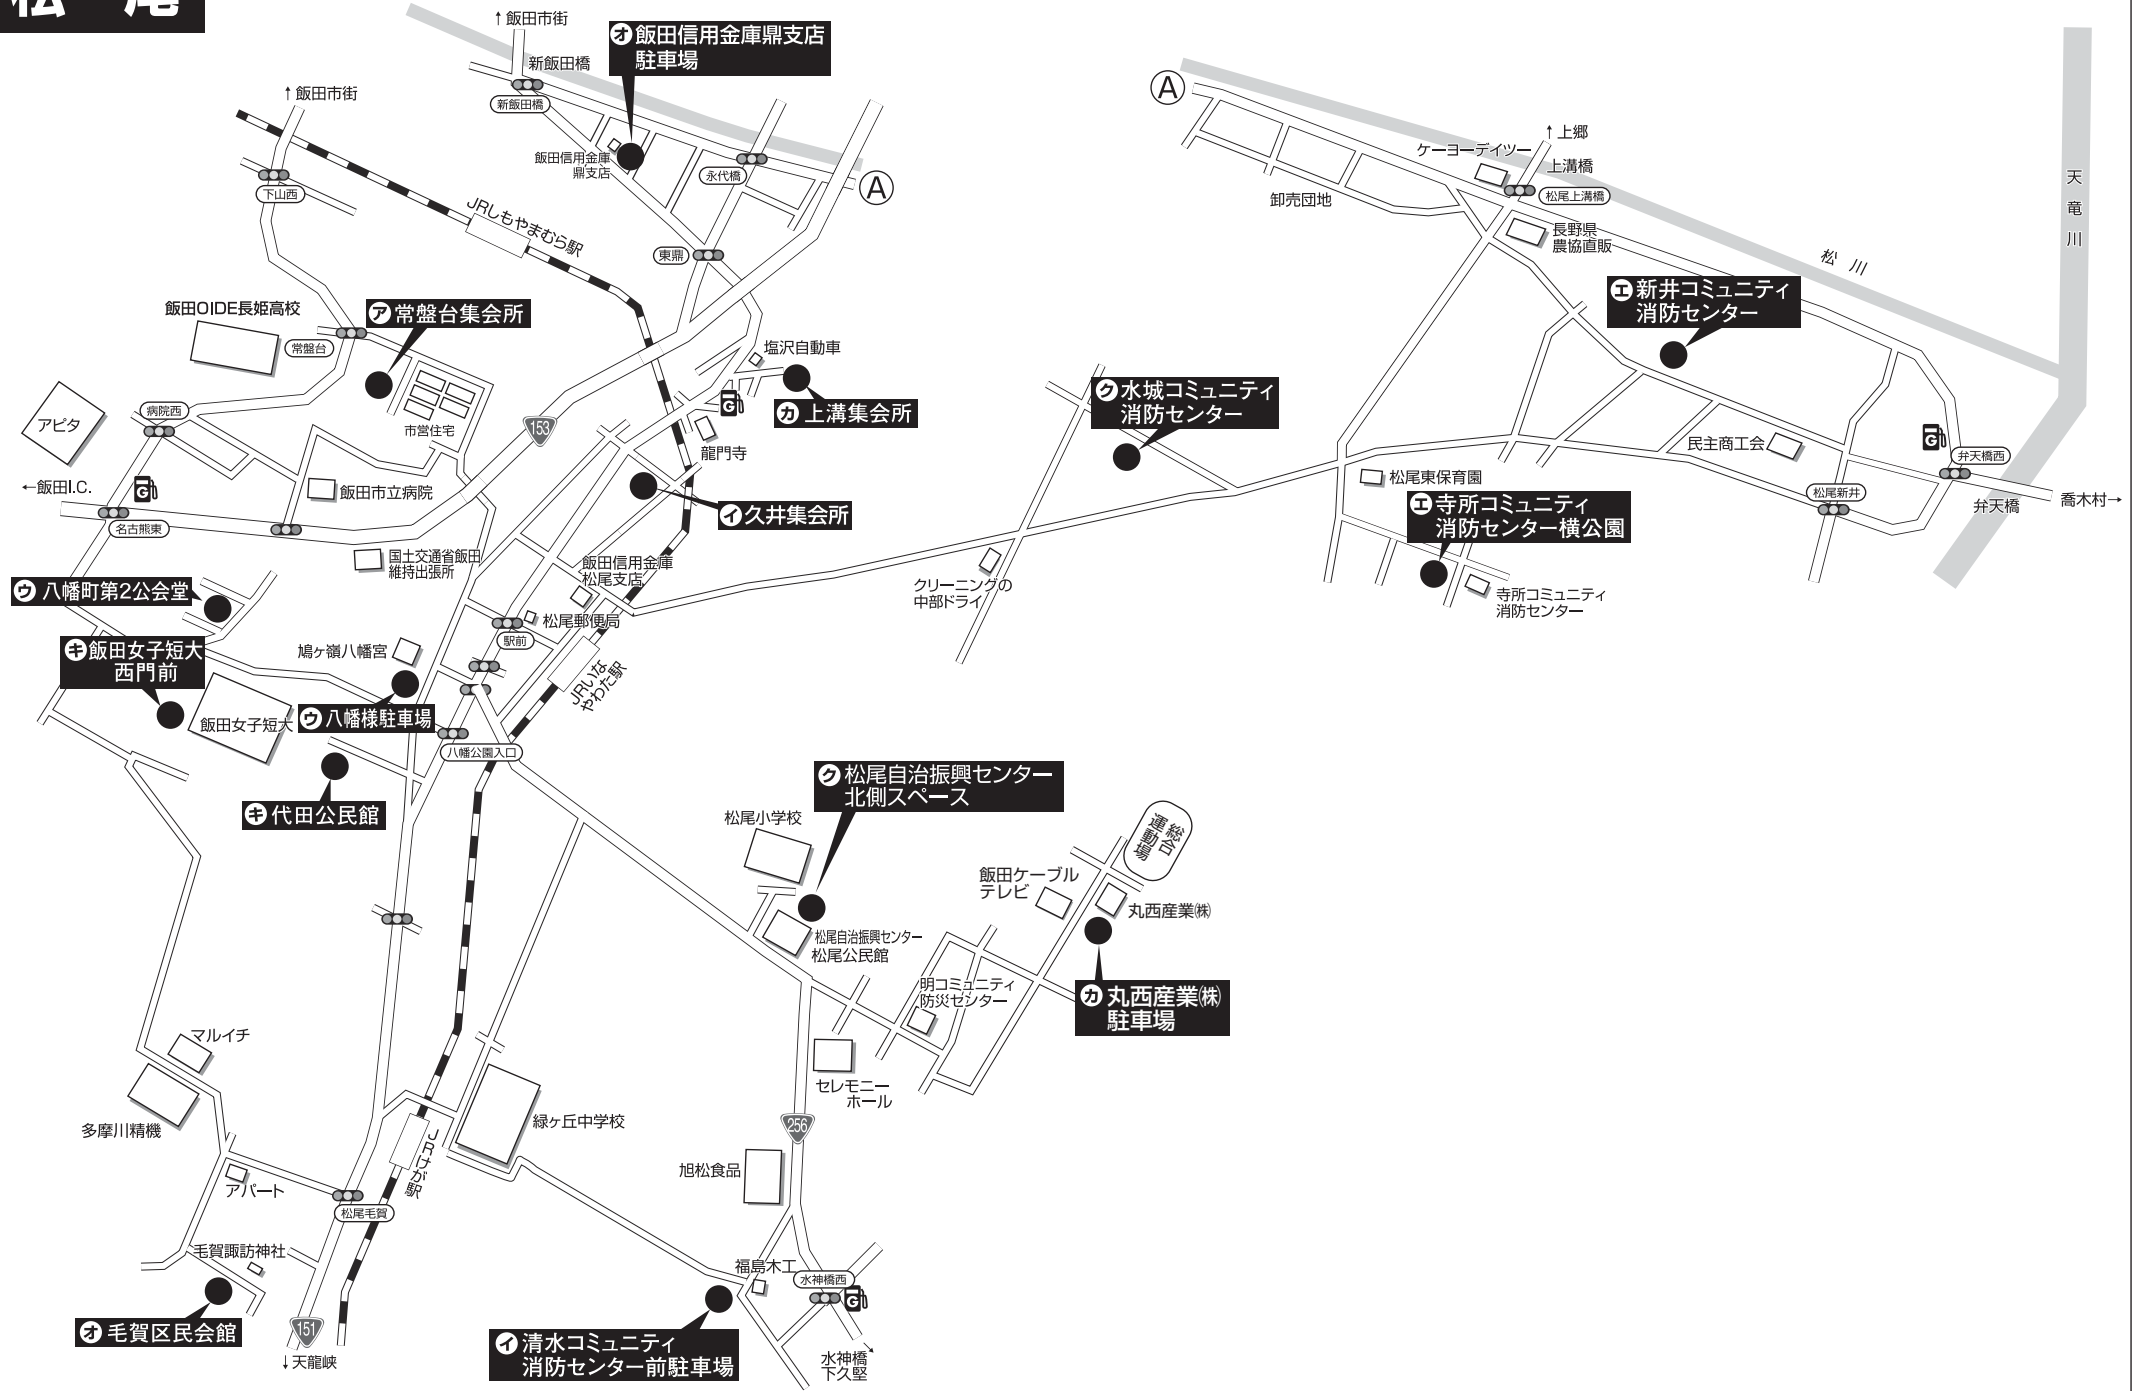 松 尾
↑飯田市街
オ 飯田信用金庫鼎支店
駐車場
新飯田橋
新飯田橋
↑飯田市街
飯田信用金庫
鼎支店
永代橋
A
下山西
JRしもやまむら駅
東鼎
飯田OIDE長姫高校
ア 常盤台集会所
常盤台
塩沢自動車
カ 上溝集会所
G
病院西
アピタ
市営住宅
153
龍門寺
←飯田I.C.
G
飯田市立病院
イ 久井集会所
名古熊東
国土交通省飯田
維持出張所
飯田信用金庫
松尾支店
ウ 八幡町第2公会堂
松尾郵便局
駅前
キ 飯田女子短大
西門前
鳩ヶ嶺八幡宮
JRいな
やわた駅
飯田女子短大
ウ 八幡様駐車場
八幡公園入口
キ 代田公民館
A
↑上郷
ケーヨーデイツー
上溝橋
松尾上溝橋
卸売団地
長野県
農協直販
天竜川
松川
エ 新井コミュニティ
消防センター
ク 水城コミュニティ
消防センター
民主商工会
G
弁天橋西
松尾東保育園
松尾新井
弁天橋
喬木村→
エ 寺所コミュニティ
消防センター横公園
クリーニングの
中部ドライ
寺所コミュニティ
消防センター
ク 松尾自治振興センター
北側スペース
松尾小学校
総合
運動場
飯田ケーブル
テレビ
丸西産業㈱
松尾自治振興センター
松尾公民館
明コミュニティ
防災センター
カ 丸西産業㈱
駐車場
マルイチ
セレモニー
ホール
多摩川精機
緑ヶ丘中学校
256
JRけが駅
旭松食品
アパート
松尾毛賀
毛賀諏訪神社
福島木工
水神橋西
G
オ 毛賀区民会館
151
イ 清水コミュニティ
消防センター前駐車場
↓天龍峡
水神橋
下久堅